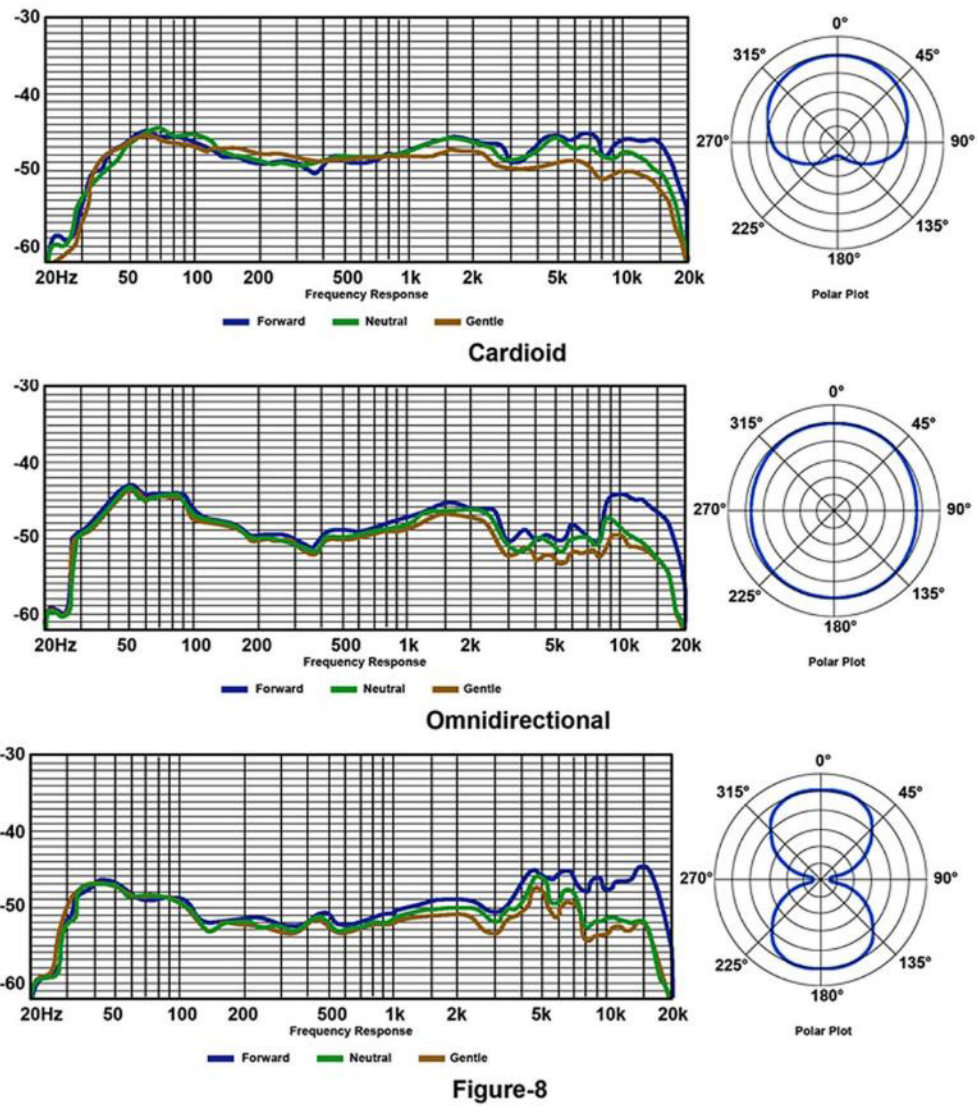 -30
-40
-50
-60
20Hz 50 100 200 500 1k 2k 5k 10k 20k
Frequency Response
Forward Neutral Gentle
0°
315° 45°
270° 90°
225° 135°
180°
Polar Plot
Cardioid
-30
-40
-50
-60
20Hz 50 100 200 500 1k 2k 5k 10k 20k
Frequency Response
Forward Neutral Gentle
0°
315° 45°
270° 90°
225° 135°
180°
Polar Plot
Omnidirectional
-30
-40
-50
-60
20Hz 50 100 200 500 1k 2k 5k 10k 20k
Frequency Response
Forward Neutral Gentle
0°
315° 45°
270° 90°
225° 135°
180°
Polar Plot
Figure-8